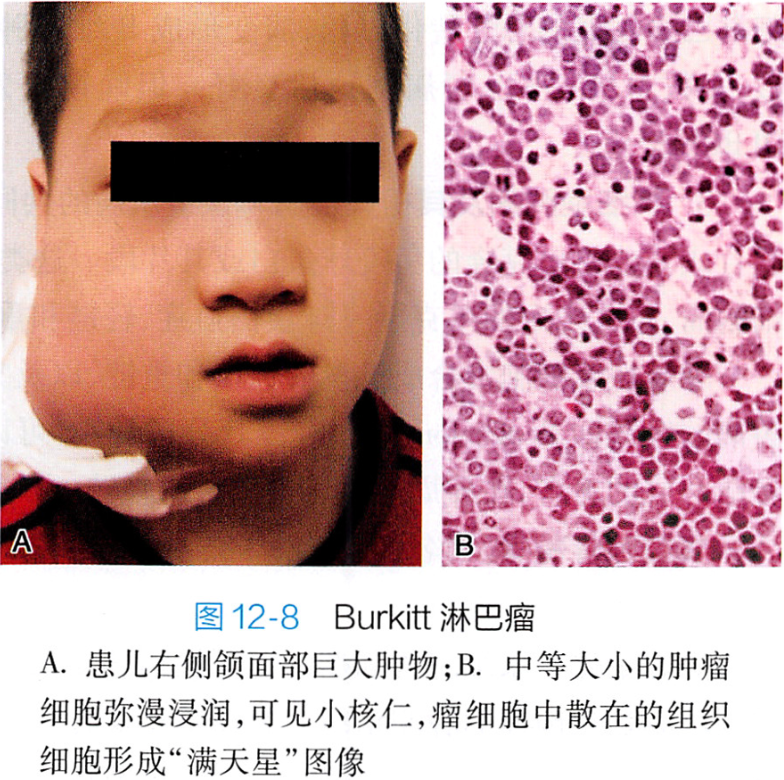 A
B
图 12-8 Burkitt 淋巴瘤
A. 患儿右侧颌面部巨大肿物;B. 中等大小的肿瘤
细胞弥漫浸润,可见小核仁,瘤细胞中散在的组织
细胞形成“满天星”图像